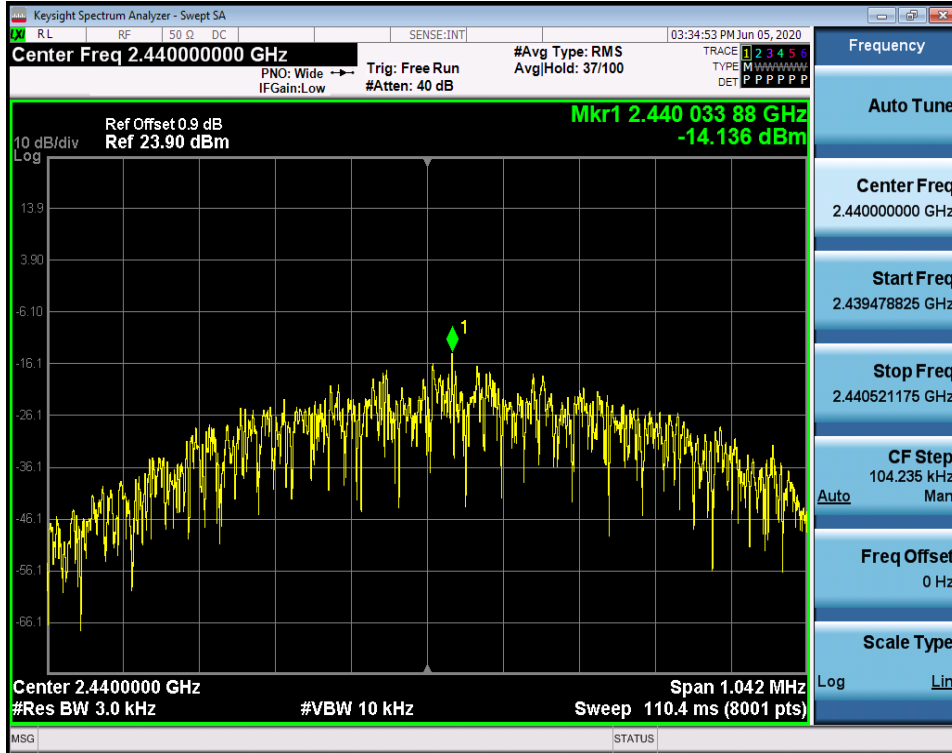 Keysight Spectrum Analyzer - Swept SA
LXI RL RF 50 Ω DC SENSE:INT 03:34:53 PM Jun 05, 2020
Center Freq 2.440000000 GHz
PNO: Wide
IFGain:Low
Trig: Free Run
#Atten: 40 dB
#Avg Type: RMS
Avg|Hold: 37/100
TRACE 1 2 3 4 5 6
TYPE M W W W W W
DET P P P P P P
Mkr1 2.440 033 88 GHz
-14.136 dBm
Ref Offset 0.9 dB
10 dB/div Ref 23.90 dBm
Log
13.9
3.90
-6.10
1
-16.1
-26.1
-36.1
-46.1
-56.1
-66.1
Center 2.4400000 GHz Span 1.042 MHz
#Res BW 3.0 kHz #VBW 10 kHz Sweep 110.4 ms (8001 pts)
MSG STATUS
Frequency
Auto Tune
Center Freq
2.440000000 GHz
Start Freq
2.439478825 GHz
Stop Freq
2.440521175 GHz
CF Step
104.235 kHz
Auto Man
Freq Offset
0 Hz
Scale Type
Log Lin